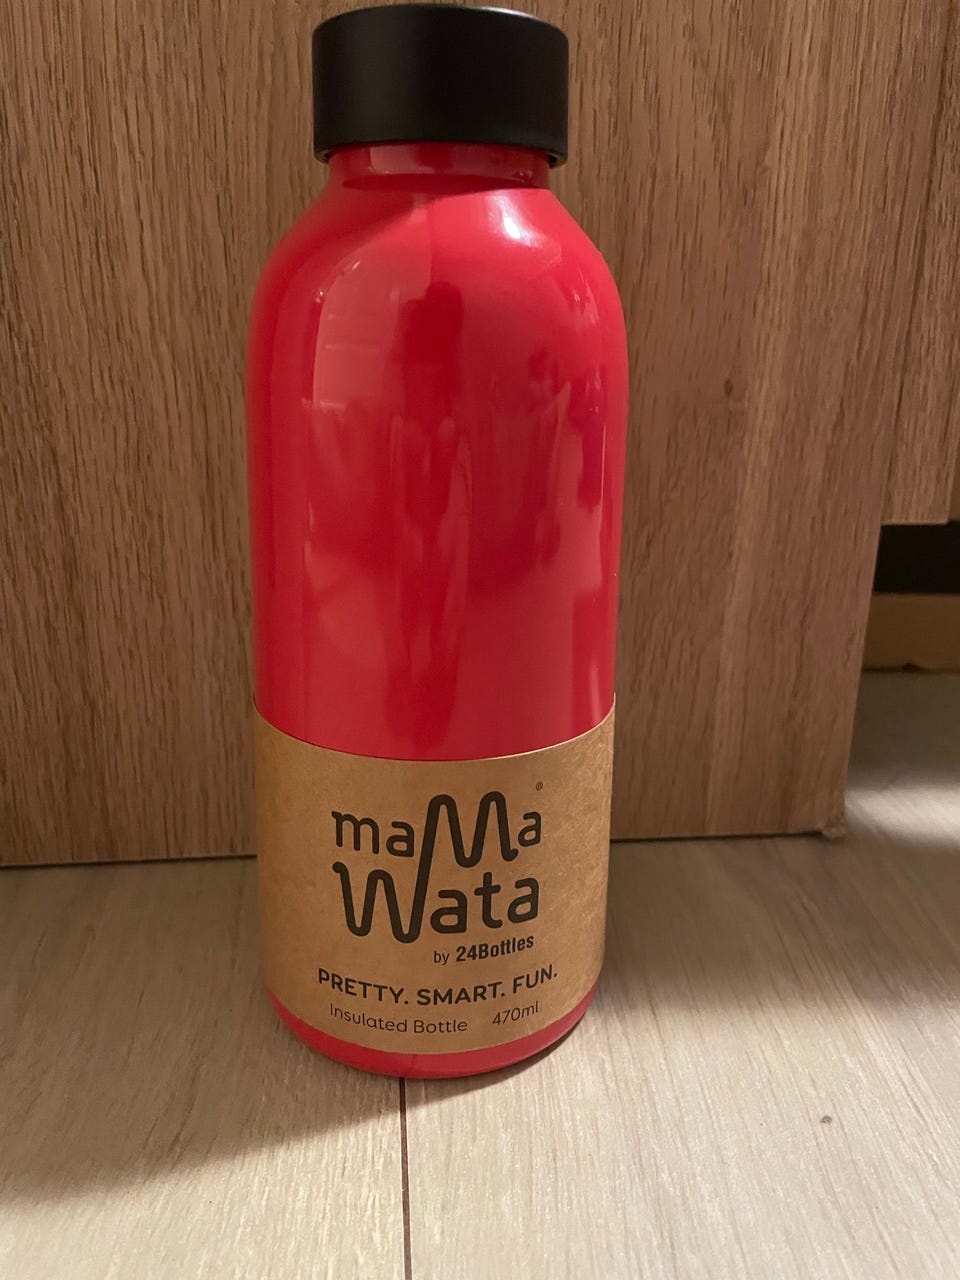 maMa®
Wata
by 24Bottles
PRETTY. SMART. FUN.
Insulated Bottle 470ml